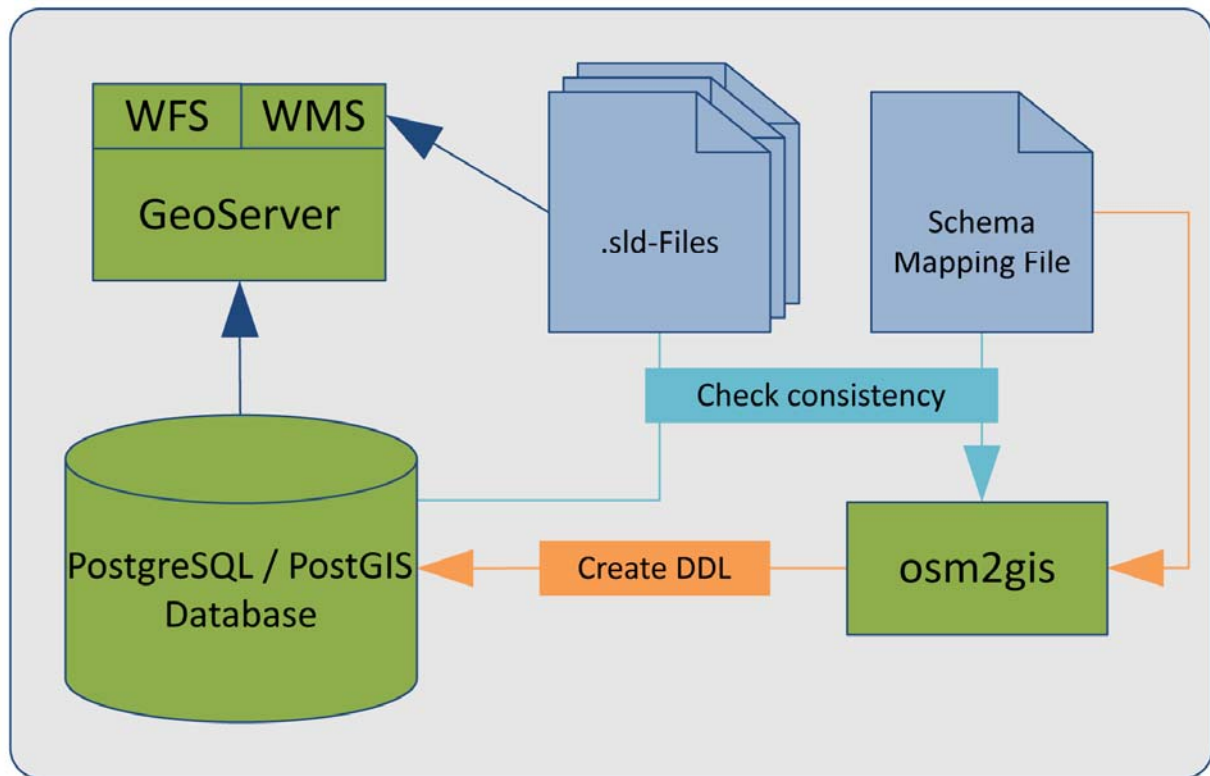 WFS
WMS
GeoServer
.sld-Files
Schema
Mapping File
Check consistency
PostgreSQL / PostGIS
Database
Create DDL
osm2gis